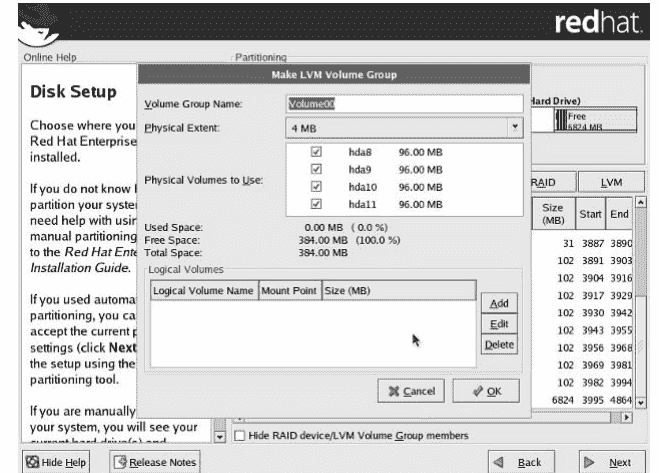 redhat.
Online Help
Partitioning
Make LVM Volume Group
Disk Setup
Choose where you
Red Hat Enterprise
installed.
If you do not know
partition your system
need help with using
manual partitioning
to the Red Hat Ente
Installation Guide.
If you used automa
partitioning, you ca
accept the current p
settings (click Next
the setup using the
partitioning tool.
If you are manually
your system, you will see your
current hard drive(s) and
Volume Group Name: Volume00
Physical Extent: 4 MB
Physical Volumes to Use:
hda8 96.00 MB
hda9 96.00 MB
hda10 96.00 MB
hda11 96.00 MB
Used Space: 0.00 MB ( 0.0 %)
Free Space: 384.00 MB (100.0 %)
Total Space: 384.00 MB
Logical Volumes
Logical Volume Name Mount Point Size (MB)
Add
Edit
Delete
Cancel OK
Hard Drive)
Free
6824 MB
RAID LVM
Size (MB) Start End
31 3887 3890
102 3891 3903
102 3904 3916
102 3917 3929
102 3930 3942
102 3943 3955
102 3956 3968
102 3969 3981
102 3982 3994
6824 3995 4864
Hide RAID device/LVM Volume Group members
Hide Help Release Notes Back Next